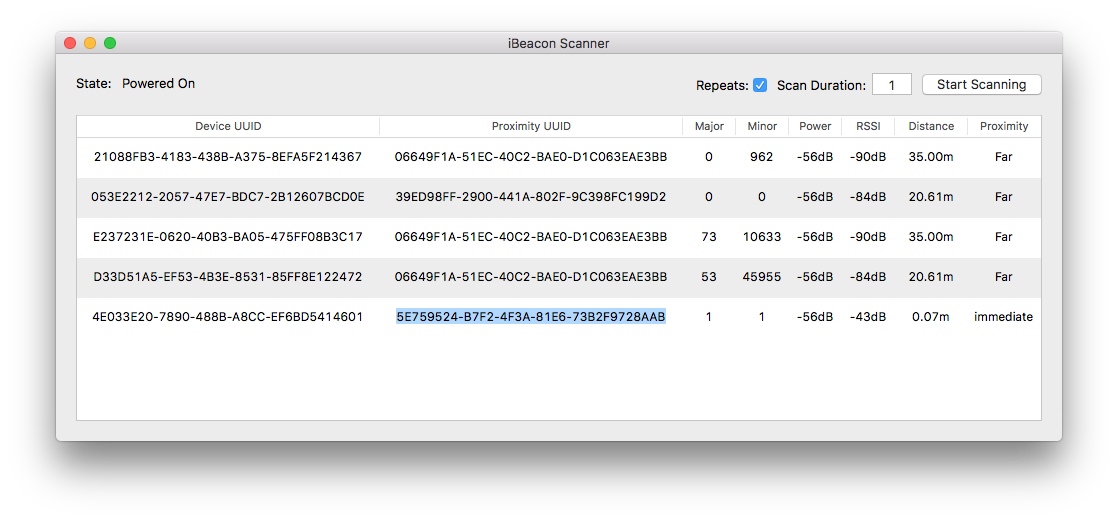 iBeacon Scanner
State: Powered On Repeats: Scan Duration: 1 Start Scanning
Device UUID Proximity UUID Major Minor Power RSSI Distance Proximity
21088FB3-4183-438B-A375-8EFA5F214367 06649F1A-51EC-40C2-BAE0-D1C063EAE3BB 0 962 -56dB -90dB 35.00m Far
053E2212-2057-47E7-BDC7-2B12607BCD0E 39ED98FF-2900-441A-802F-9C398FC199D2 0 0 -56dB -84dB 20.61m Far
E237231E-0620-40B3-BA05-475FF08B3C17 06649F1A-51EC-40C2-BAE0-D1C063EAE3BB 73 10633 -56dB -90dB 35.00m Far
D33D51A5-EF53-4B3E-8531-85FF8E122472 06649F1A-51EC-40C2-BAE0-D1C063EAE3BB 53 45955 -56dB -84dB 20.61m Far
4E033E20-7890-488B-A8CC-EF6BD5414601 5E759524-B7F2-4F3A-81E6-73B2F9728AAB 1 1 -56dB -43dB 0.07m immediate